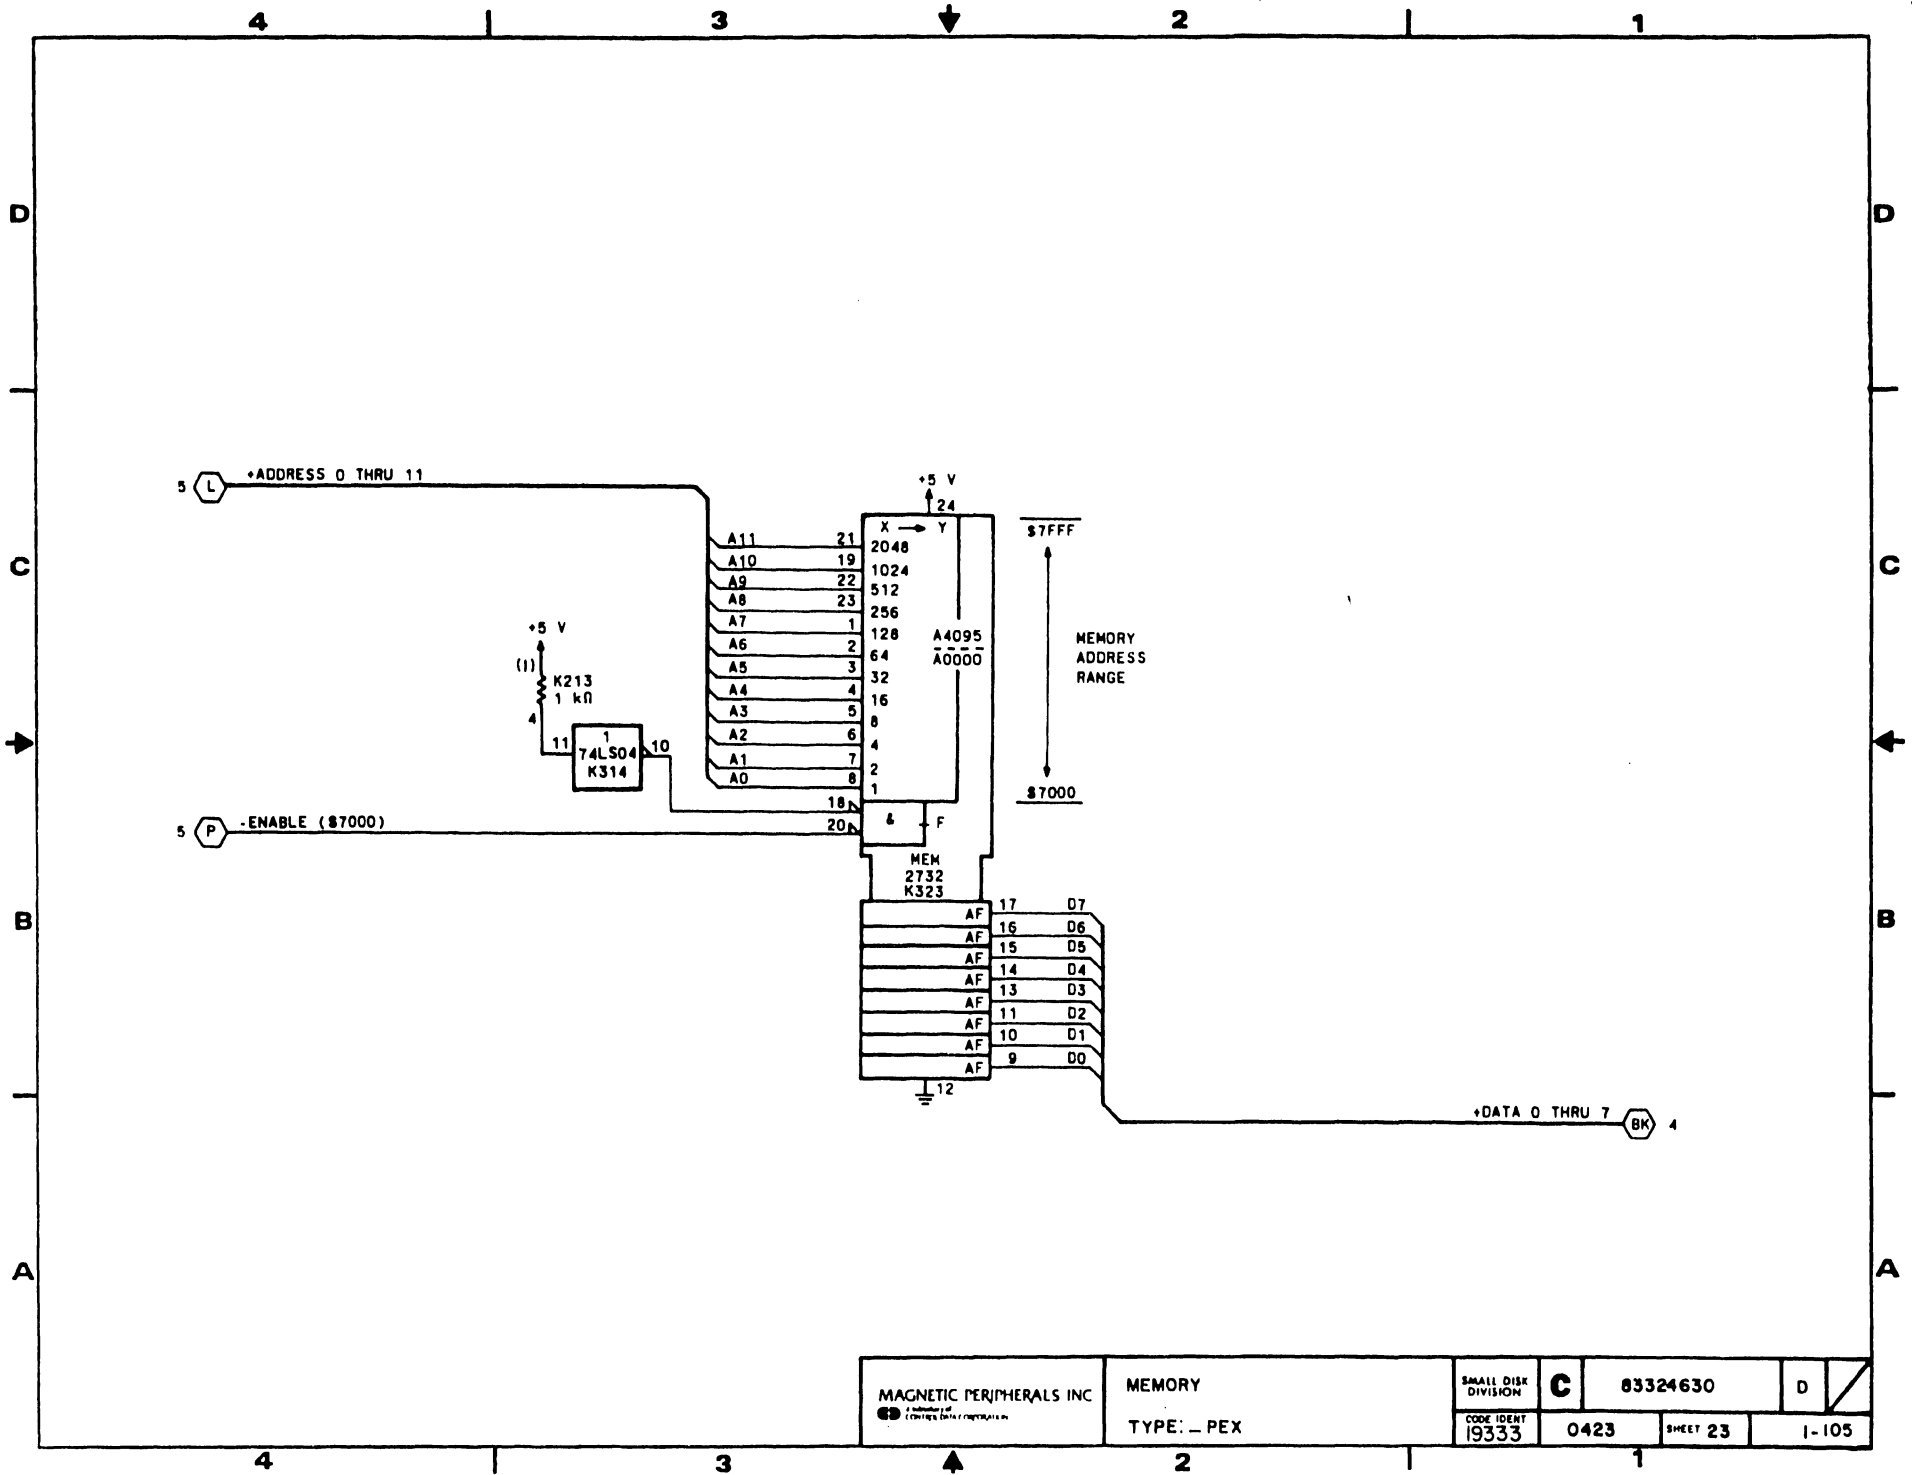 4 3 2 1
D D
5 L +ADDRESS 0 THRU 11
+5 V
24
X → Y
$7FFF
C C
A11 21 2048
A10 19 1024
A9 22 512
A8 23 256
A7 1 128
A6 2 64
A5 3 32
A4 4 16
A3 5 8
A2 6 4
A1 7 2
A0 8 1
A4095
A0000
MEMORY
ADDRESS
RANGE
+5 V
(1)
K213
1 kΩ
4
11 1 10
74LS04
K314
$7000
18
20
& F
5 P -ENABLE ($7000)
MEM
2732
K323
B B
AF 17 D7
AF 16 D6
AF 15 D5
AF 14 D4
AF 13 D3
AF 11 D2
AF 10 D1
AF 9 D0
12
+DATA 0 THRU 7 BK 4
A A
MAGNETIC PERIPHERALS INC
a subsidiary of
CONTROL DATA CORPORATION
MEMORY
TYPE: _ PEX
SMALL DISK
DIVISION
C
83324630
D
CODE IDENT
19333
0423
SHEET 23
1-105
4 3 2 1